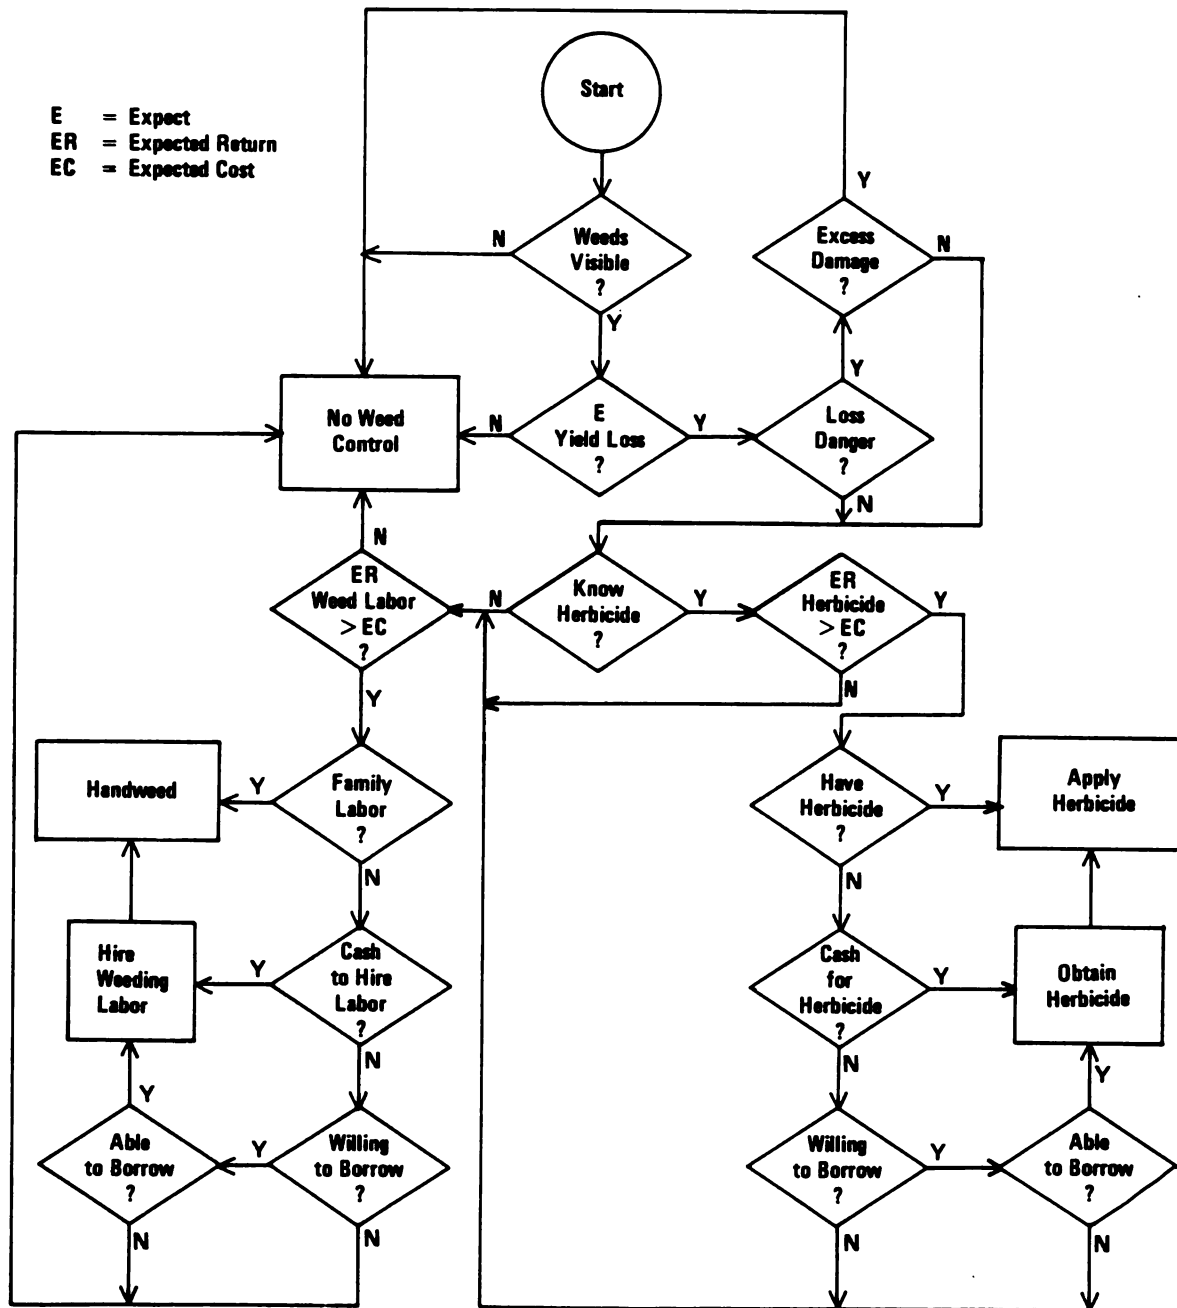 Start
E = Expect
ER = Expected Return
EC = Expected Cost
Y
N
Weeds
Visible
?
Excess
Damage
?
N
Y
Y
No Weed
Control
N
E
Yield Loss
?
Y
Loss
Danger
?
N
N
ER
Weed Labor
> EC
?
N
Know
Herbicide
?
Y
ER
Herbicide
> EC
?
Y
Y
N
Handweed
Y
Family
Labor
?
Have
Herbicide
?
Y
Apply
Herbicide
N
N
Hire
Weeding
Labor
Y
Cash
to Hire
Labor
?
Cash
for
Herbicide
?
Y
Obtain
Herbicide
N
N
Y
Y
Able
to Borrow
?
Y
Willing
to Borrow
?
Willing
to Borrow
?
Y
Able
to Borrow
?
N
N
N
N